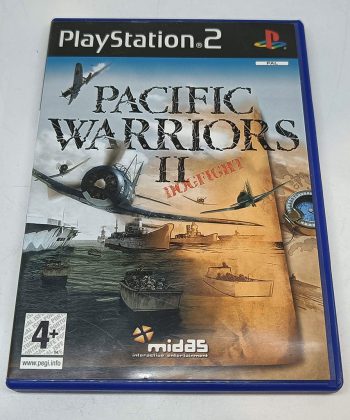 PlayStation®2
PAL
PACIFIC
WARRIORS
II
DOGFIGHT
4+
www.pegi.info
midas
interactive entertainment